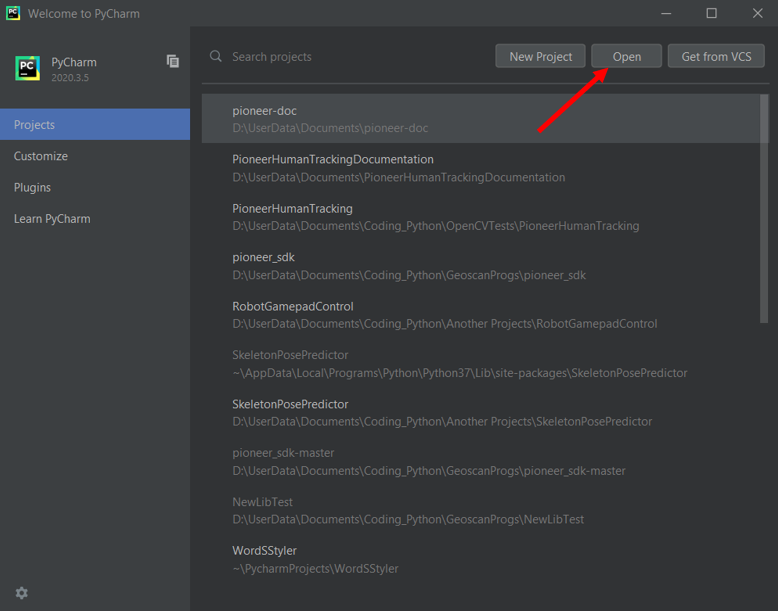 Welcome to PyCharm
PyCharm
2020.3.5
Search projects
New Project
Open
Get from VCS
Projects
Customize
Plugins
Learn PyCharm
pioneer-doc
D:\UserData\Documents\pioneer-doc
PioneerHumanTrackingDocumentation
D:\UserData\Documents\PioneerHumanTrackingDocumentation
PioneerHumanTracking
D:\UserData\Documents\Coding_Python\OpenCVTests\PioneerHumanTracking
pioneer_sdk
D:\UserData\Documents\Coding_Python\GeoscanProgs\pioneer_sdk
RobotGamepadControl
D:\UserData\Documents\Coding_Python\Another Projects\RobotGamepadControl
SkeletonPosePredictor
~\AppData\Local\Programs\Python\Python37\Lib\site-packages\SkeletonPosePredictor
SkeletonPosePredictor
D:\UserData\Documents\Coding_Python\Another Projects\SkeletonPosePredictor
pioneer_sdk-master
D:\UserData\Documents\Coding_Python\GeoscanProgs\pioneer_sdk-master
NewLibTest
D:\UserData\Documents\Coding_Python\GeoscanProgs\NewLibTest
WordSStyler
~\PycharmProjects\WordSStyler